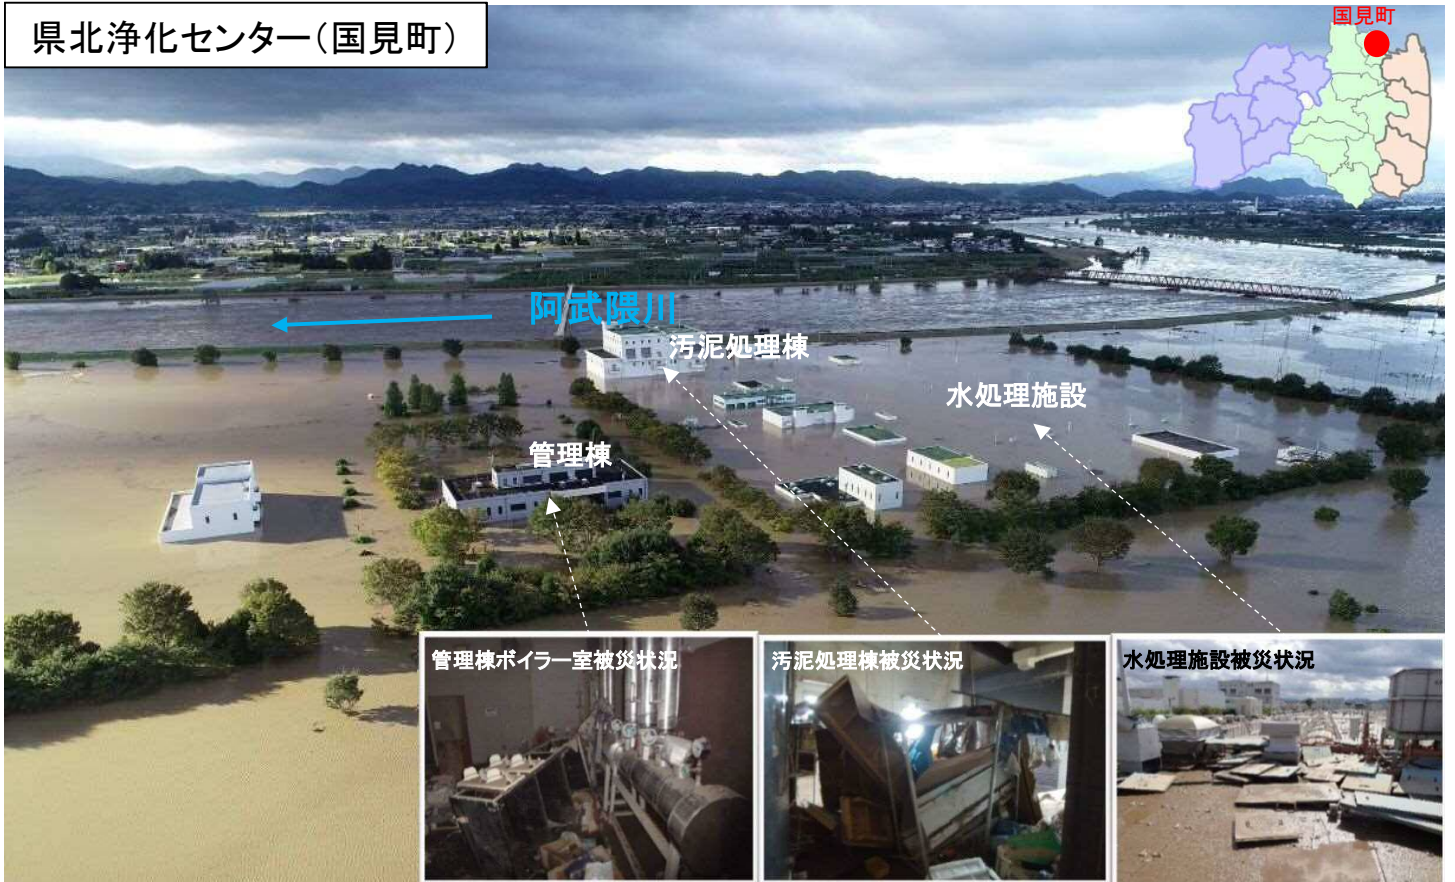 県北浄化センター（国見町）
国見町
阿武隈川
汚泥処理棟
水処理施設
管理棟
管理棟ボイラー室被災状況
汚泥処理棟被災状況
水処理施設被災状況